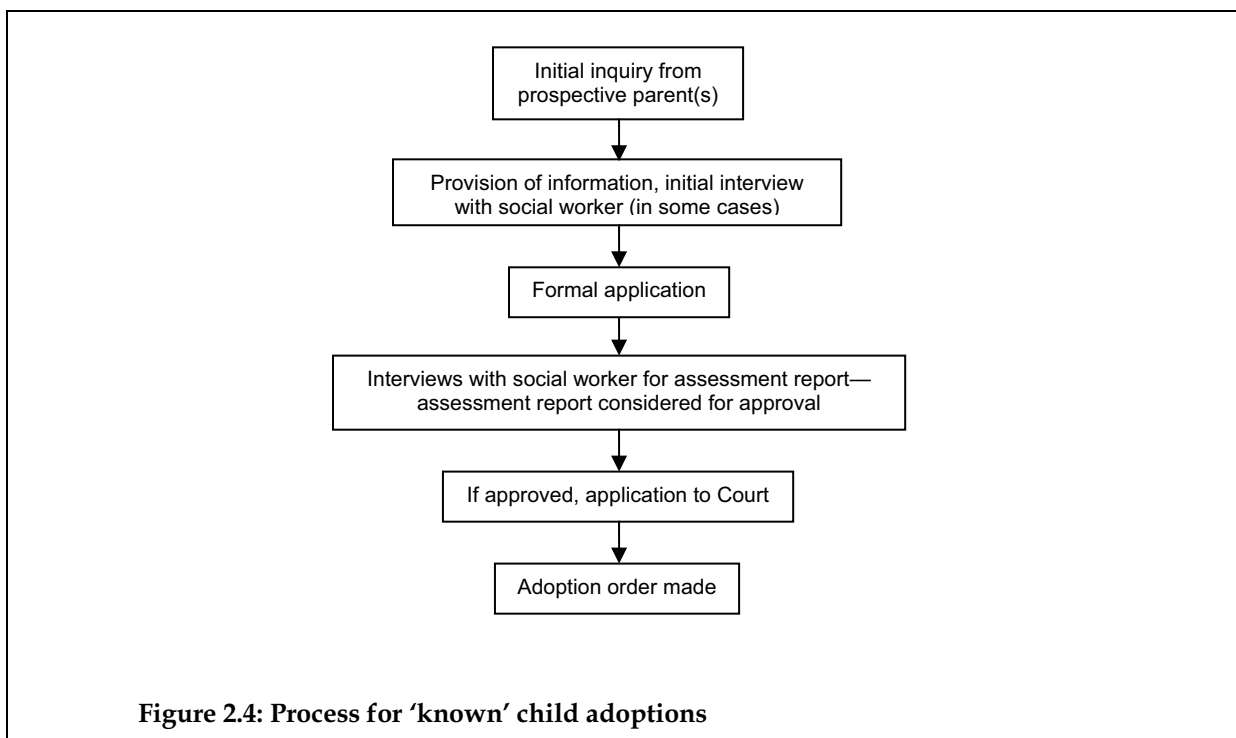 Initial inquiry from
prospective parent(s)
Provision of information, initial interview
with social worker (in some cases)
Formal application
Interviews with social worker for assessment report—
assessment report considered for approval
If approved, application to Court
Adoption order made
Figure 2.4: Process for ‘known’ child adoptions